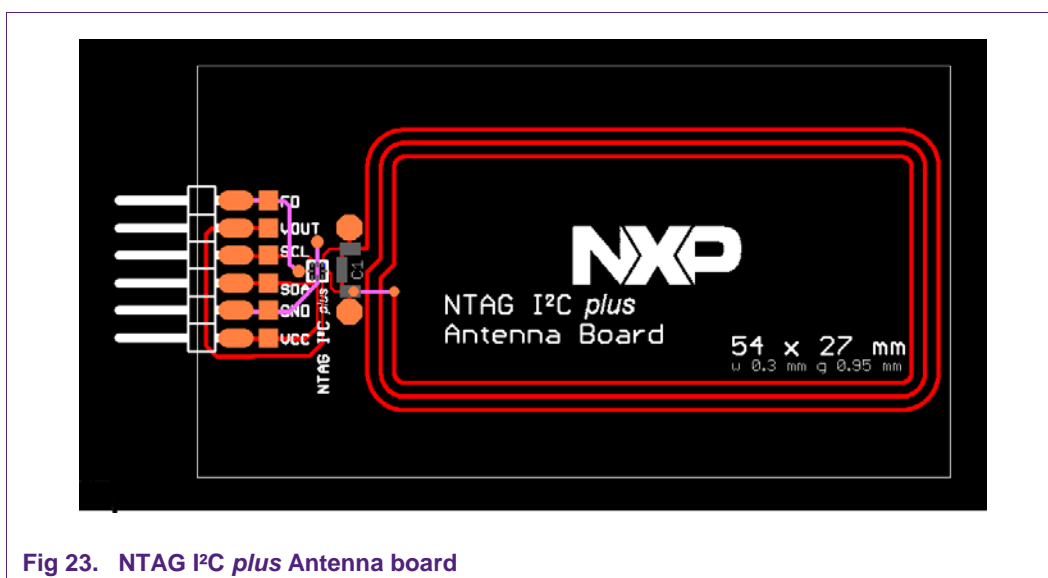 FD
VOUT
SCL
SDA
GND
VCC
NTAG I²C plus
C1
NXP
NTAG I²C plus
Antenna Board
54 x 27 mm
w 0.3 mm g 0.95 mm
Fig 23. NTAG I²C plus Antenna board